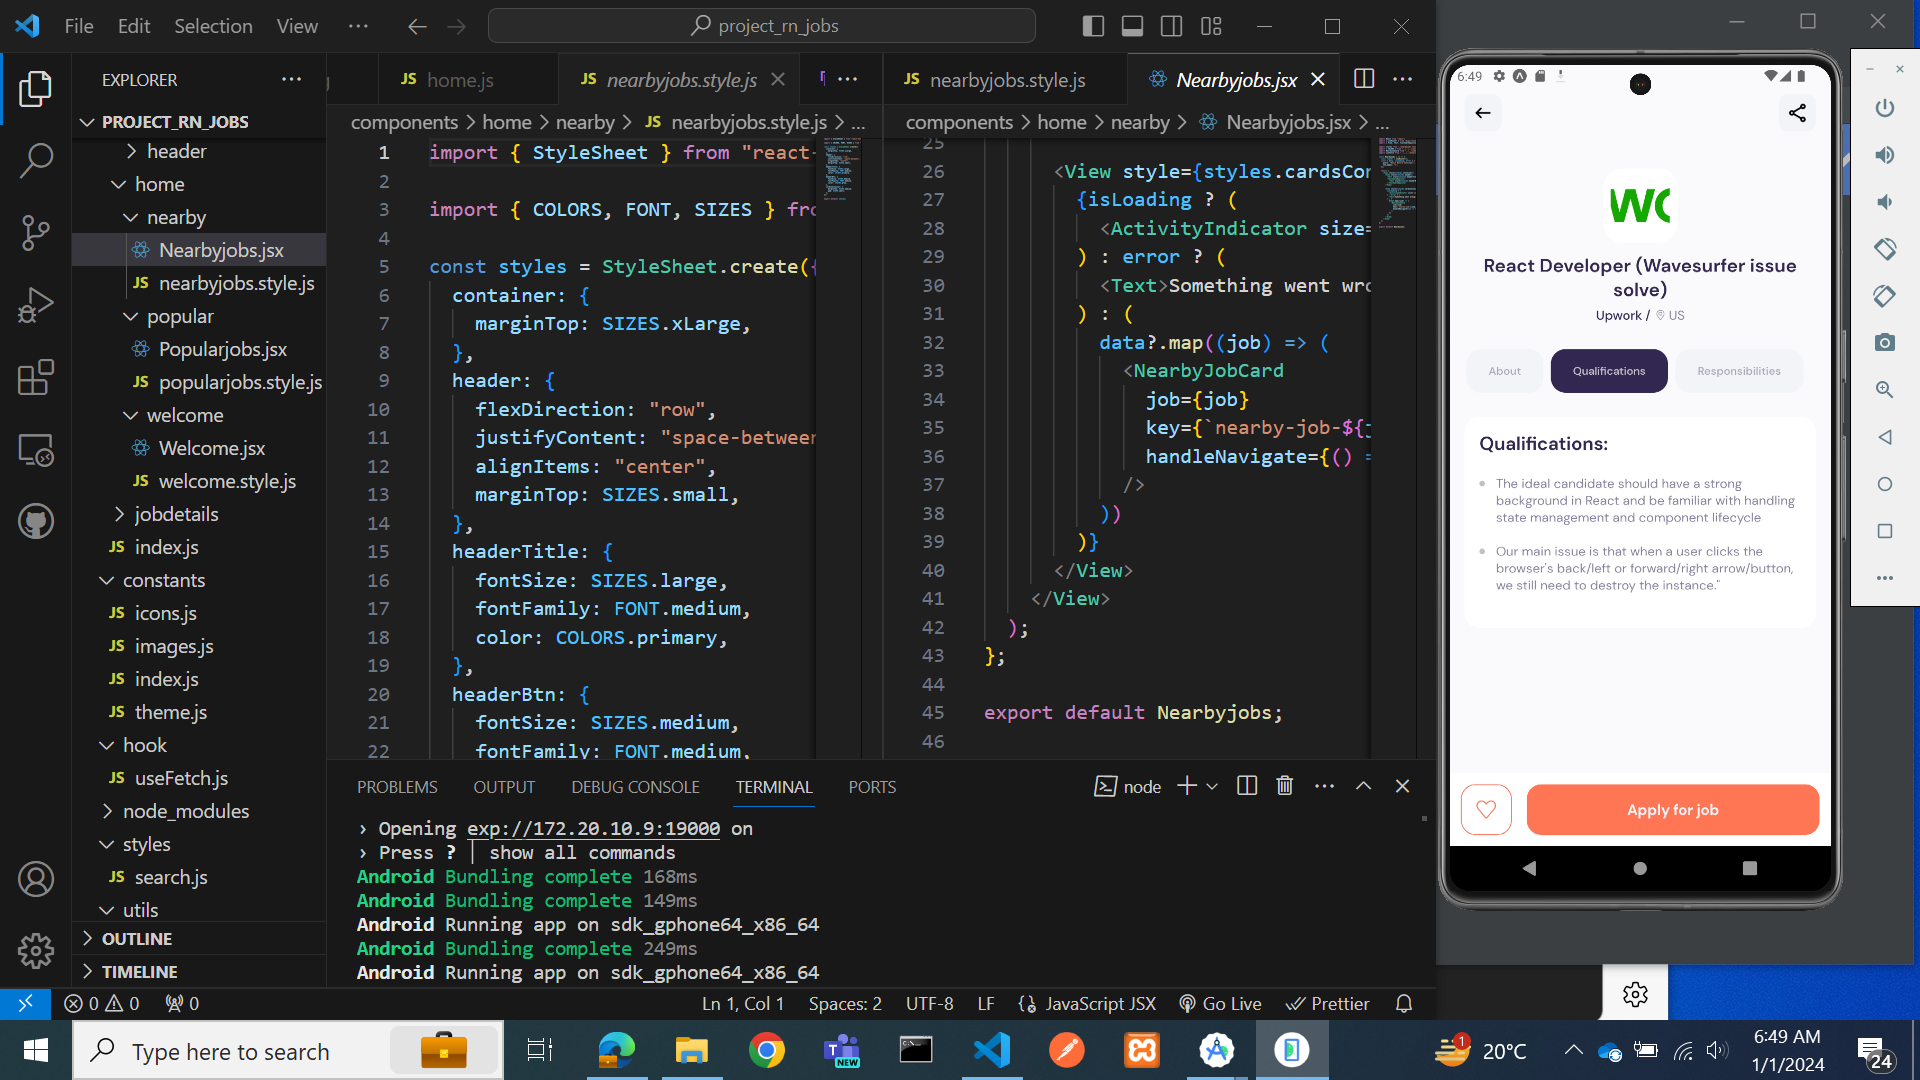 File Edit Selection View ··· project_rn_jobs
EXPLORER
PROJECT_RN_JOBS
header
home
nearby
Nearbyjobs.jsx
nearbyjobs.style.js
popular
Popularjobs.jsx
popularjobs.style.js
welcome
Welcome.jsx
welcome.style.js
jobdetails
index.js
constants
icons.js
images.js
index.js
theme.js
hook
useFetch.js
node_modules
styles
search.js
utils
OUTLINE
TIMELINE
JS home.js JS nearbyjobs.style.js
components > home > nearby > JS nearbyjobs.style.js > ...
1 import { StyleSheet } from "react-
2
3 import { COLORS, FONT, SIZES } fro
4
5 const styles = StyleSheet.create({
6 container: {
7 marginTop: SIZES.xLarge,
8 },
9 header: {
10 flexDirection: "row",
11 justifyContent: "space-between
12 alignItems: "center",
13 marginTop: SIZES.small,
14 },
15 headerTitle: {
16 fontSize: SIZES.large,
17 fontFamily: FONT.medium,
18 color: COLORS.primary,
19 },
20 headerBtn: {
21 fontSize: SIZES.medium,
22 fontFamily: FONT.medium,
JS nearbyjobs.style.js Nearbyjobs.jsx
components > home > nearby > Nearbyjobs.jsx > ...
25
26 <View style={styles.cardsCon
27 {isLoading ? (
28 <ActivityIndicator size=
29 ) : error ? (
30 <Text>Something went wro
31 ) : (
32 data?.map((job) => (
33 <NearbyJobCard
34 job={job}
35 key={`nearby-job-${j
36 handleNavigate={() =
37 />
38 ))
39 )}
40 </View>
41 </View>
42 );
43 };
44
45 export default Nearbyjobs;
46
PROBLEMS OUTPUT DEBUG CONSOLE TERMINAL PORTS node
› Opening exp://172.20.10.9:19000 on
› Press ? │ show all commands
Android Bundling complete 168ms
Android Bundling complete 149ms
Android Running app on sdk_gphone64_x86_64
Android Bundling complete 249ms
Android Running app on sdk_gphone64_x86_64
0 0 0 Ln 1, Col 1 Spaces: 2 UTF-8 LF JavaScript JSX Go Live Prettier
6:49
WC
React Developer (Wavesurfer issue
solve)
Upwork / US
About Qualifications Responsibilities
Qualifications:
The ideal candidate should have a strong
background in React and be familiar with handling
state management and component lifecycle
Our main issue is that when a user clicks the
browser's back/left or forward/right arrow/button,
we still need to destroy the instance."
Apply for job
Type here to search
NEW
1
20°C
6:49 AM
1/1/2024
24